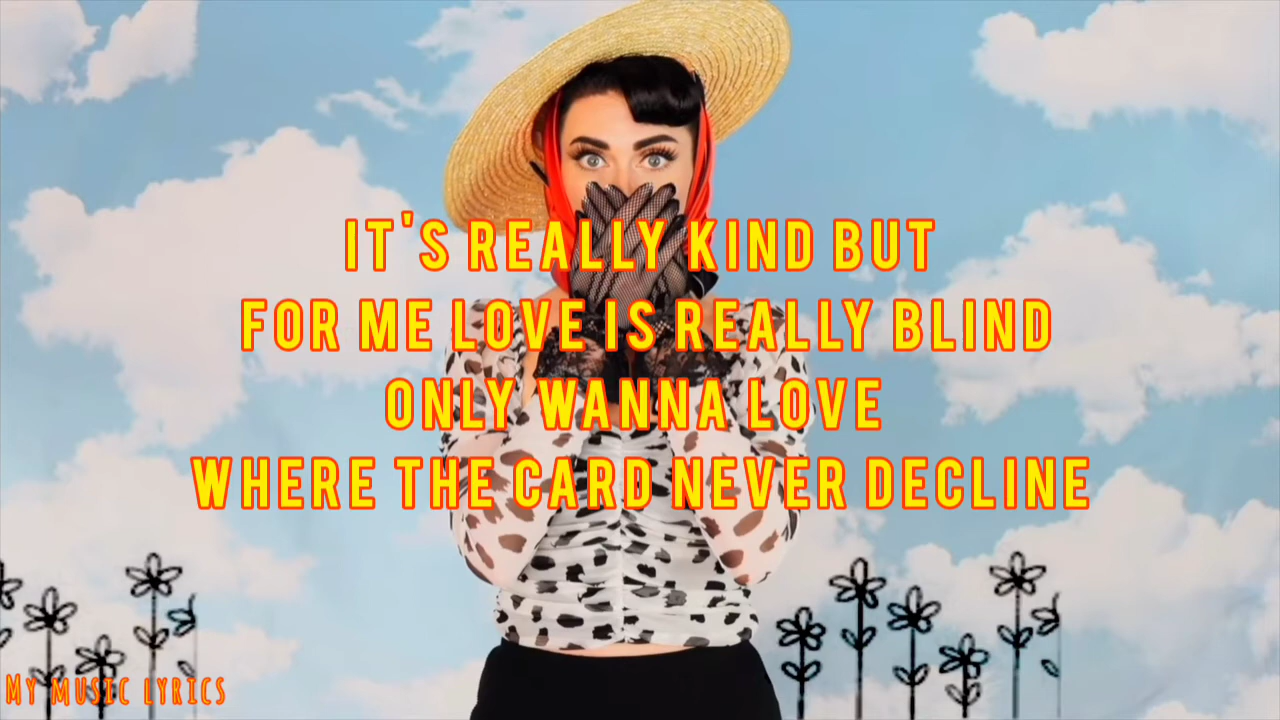 IT'S REALLY KIND BUT
FOR ME LOVE IS REALLY BLIND
ONLY WANNA LOVE
WHERE THE CARD NEVER DECLINE
MY MUSIC LYRICS